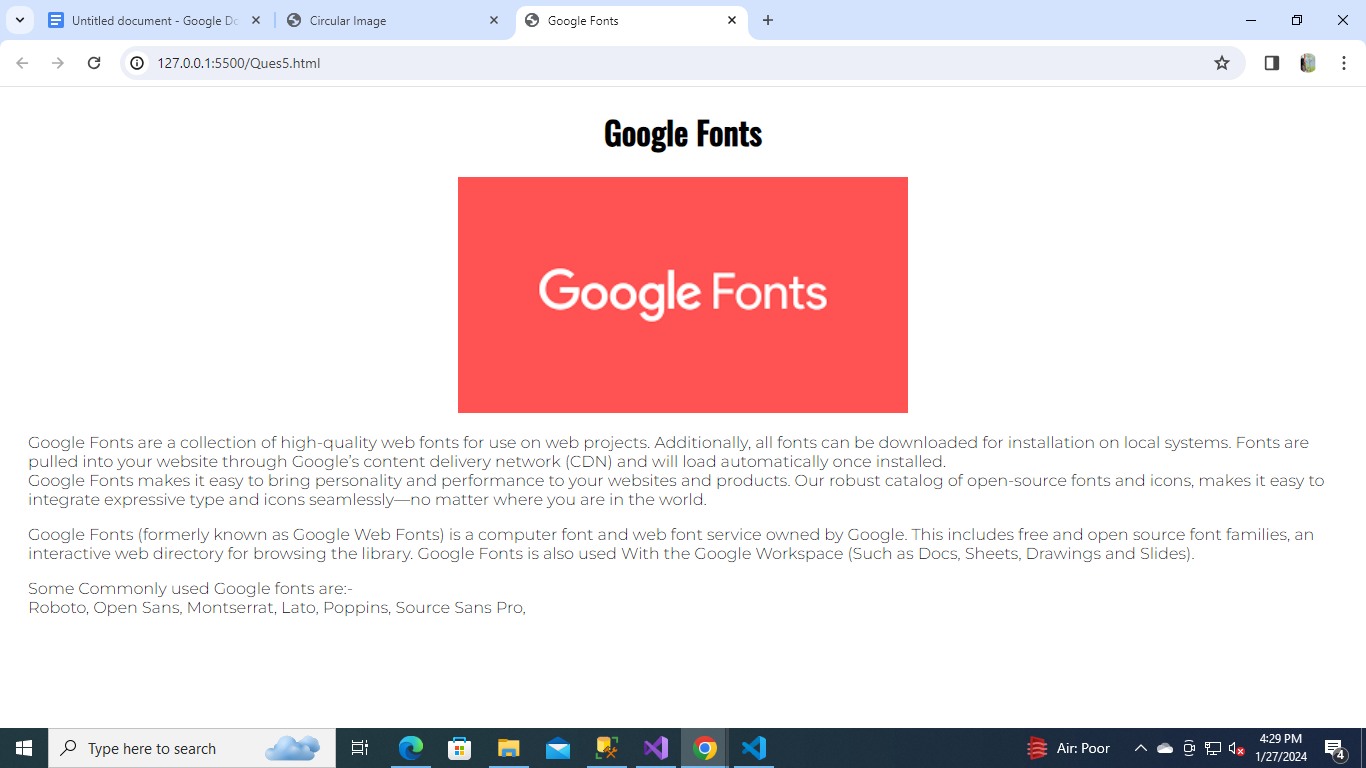 Untitled document - Google Do
Circular Image
Google Fonts
127.0.0.1:5500/Ques5.html
Google Fonts
Google Fonts
Google Fonts are a collection of high-quality web fonts for use on web projects. Additionally, all fonts can be downloaded for installation on local systems. Fonts are
pulled into your website through Google's content delivery network (CDN) and will load automatically once installed.
Google Fonts makes it easy to bring personality and performance to your websites and products. Our robust catalog of open-source fonts and icons, makes it easy to
integrate expressive type and icons seamlessly—no matter where you are in the world.
Google Fonts (formerly known as Google Web Fonts) is a computer font and web font service owned by Google. This includes free and open source font families, an
interactive web directory for browsing the library. Google Fonts is also used With the Google Workspace (Such as Docs, Sheets, Drawings and Slides).
Some Commonly used Google fonts are:-
Roboto, Open Sans, Montserrat, Lato, Poppins, Source Sans Pro,
Type here to search
Air: Poor
4:29 PM
1/27/2024
4